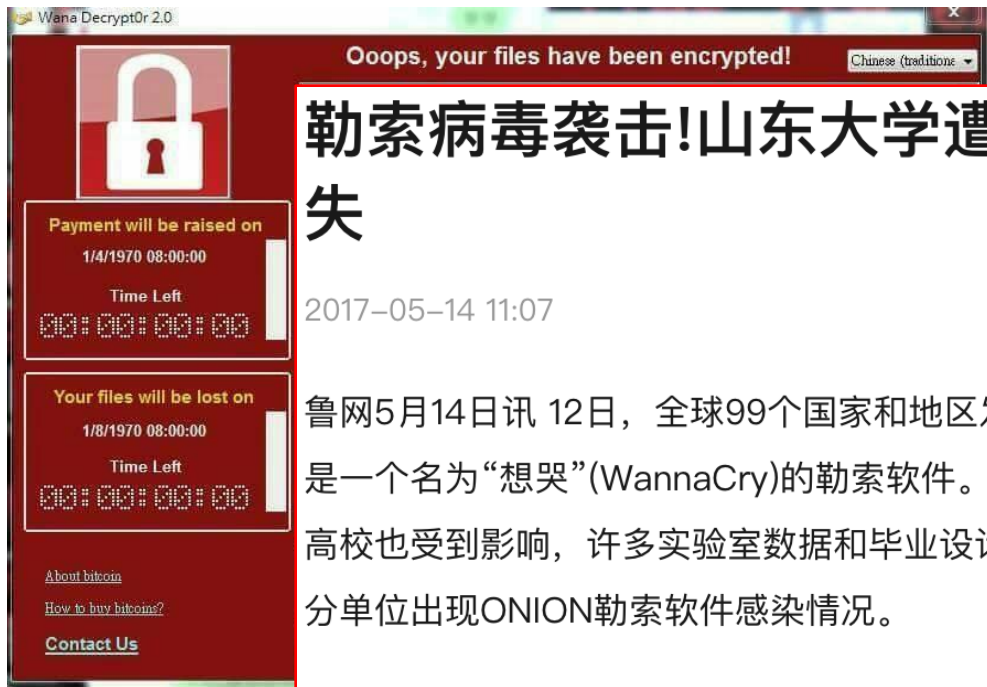 Wana Decrypt0r 2.0
Ooops, your files have been encrypted!
Chinese (traditiona
Payment will be raised on
1/4/1970 08:00:00
Time Left
00:00:00:00
Your files will be lost on
1/8/1970 08:00:00
Time Left
00:00:00:00
About bitcoin
How to buy bitcoins?
Contact Us
勒索病毒袭击!山东大学遭
失
2017-05-14 11:07
鲁网5月14日讯 12日，全球99个国家和地区
是一个名为“想哭”(WannaCry)的勒索软件。
高校也受到影响，许多实验室数据和毕业设
分单位出现ONION勒索软件感染情况。